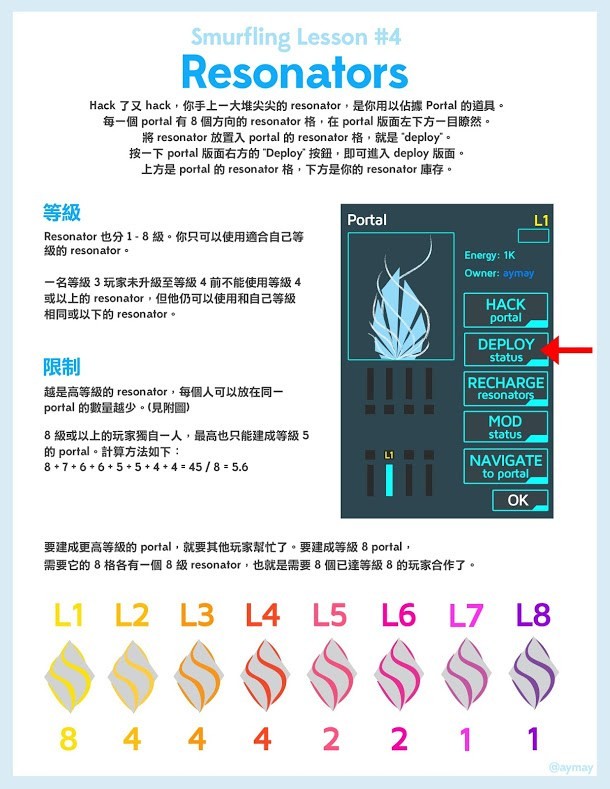 Smurfling Lesson #4
Resonators
Hack 了又 hack，你手上一大堆尖尖的 resonator，是你用以佔據 Portal 的道具。
每一個 portal 有 8 個方向的 resonator 格，在 portal 版面左下方一目瞭然。
將 resonator 放置入 portal 的 resonator 格，就是 "deploy"。
按一下 portal 版面右方的 "Deploy" 按鈕，即可進入 deploy 版面。
上方是 portal 的 resonator 格，下方是你的 resonator 庫存。
等級
Resonator 也分 1 - 8 級。你只可以使用適合自己等
級的 resonator。
一名等級 3 玩家未升級至等級 4 前不能使用等級 4
或以上的 resonator，但他仍可以使用和自己等級
相同或以下的 resonator。
限制
越是高等級的 resonator，每個人可以放在同一
portal 的數量越少。(見附圖)
8 級或以上的玩家獨自一人，最高也只能建成等級 5
的 portal。計算方法如下：
8 + 7 + 6 + 6 + 5 + 5 + 4 + 4 = 45 / 8 = 5.6
Portal
L1
Energy: 1K
Owner: aymay
HACK
portal
DEPLOY
status
RECHARGE
resonators
MOD
status
NAVIGATE
to portal
OK
L1
要建成更高等級的 portal，就要其他玩家幫忙了。要建成等級 8 portal，
需要它的 8 格各有一個 8 級 resonator，也就是需要 8 個已達等級 8 的玩家合作了。
L1 L2 L3 L4 L5 L6 L7 L8
8 4 4 4 2 2 1 1
@aymay